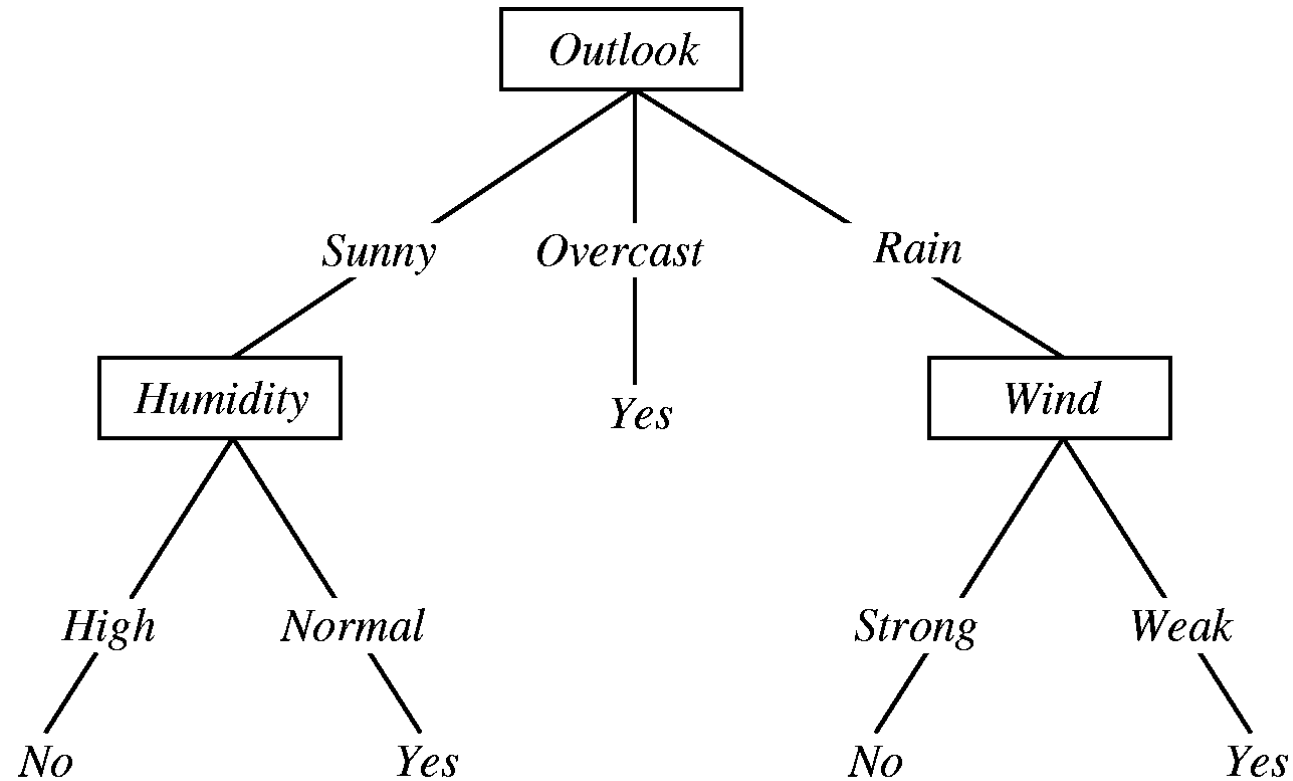 Outlook
Sunny Overcast Rain
Humidity Yes Wind
High Normal Strong Weak
No Yes No Yes